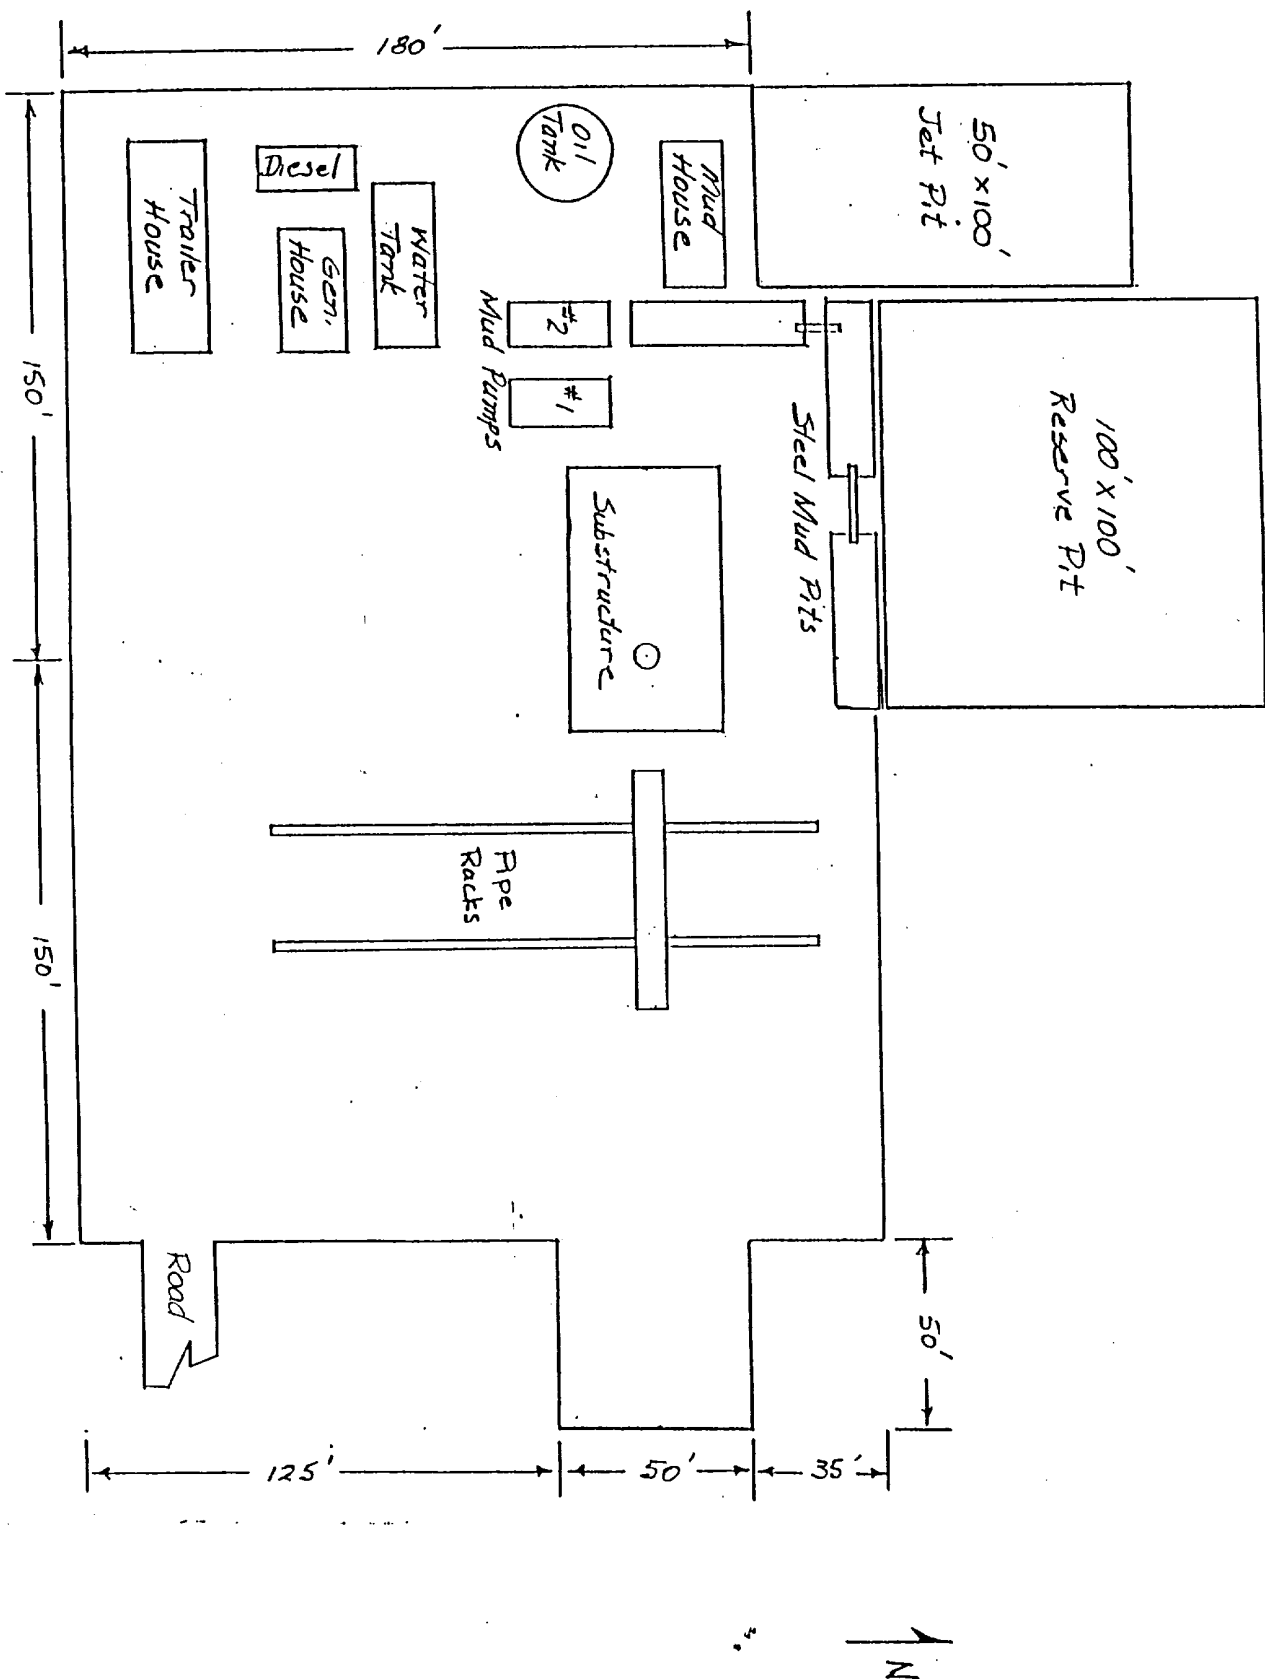 180'
50' x 100'
Jet Pit
Oil
Tank
Mud
House
Diesel
Trailer
House
Water
Tank
Gen.
House
#2
#1
Mud Pumps
100' X 100'
Reserve Pit
Steel Mud Pits
150'
Substructure
Pipe
Racks
150'
Road
50'
125'
50'
35'
N